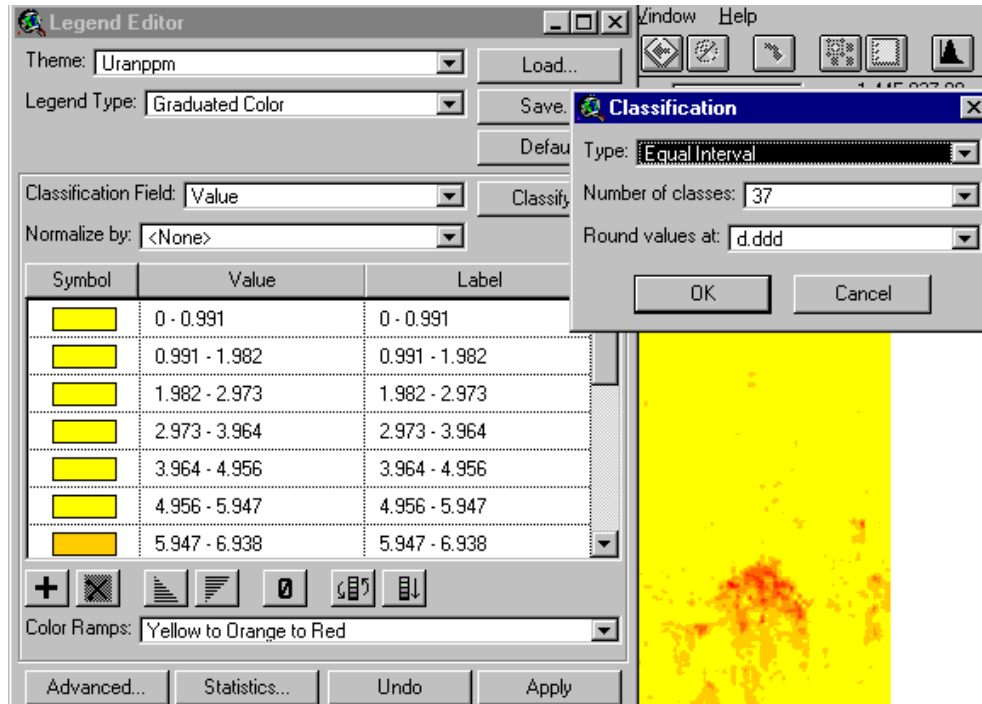 Legend Editor
Theme: Uranppm
Load...
Legend Type: Graduated Color
Save.
Defau
Classification Field: Value
Classify
Normalize by: <None>
Symbol Value Label
0 - 0.991 0 - 0.991
0.991 - 1.982 0.991 - 1.982
1.982 - 2.973 1.982 - 2.973
2.973 - 3.964 2.973 - 3.964
3.964 - 4.956 3.964 - 4.956
4.956 - 5.947 4.956 - 5.947
5.947 - 6.938 5.947 - 6.938
Color Ramps: Yellow to Orange to Red
Advanced... Statistics... Undo Apply
Window Help
Classification
Type: Equal Interval
Number of classes: 37
Round values at: d.ddd
OK Cancel